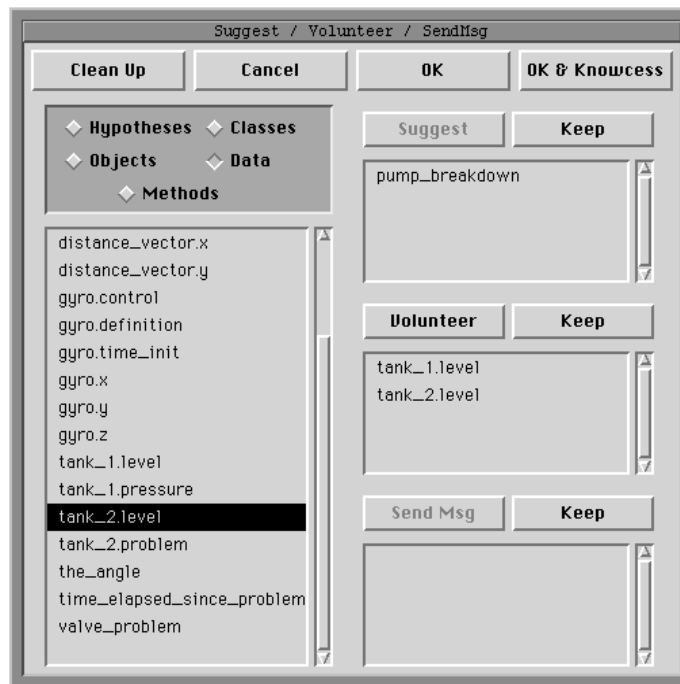 Suggest / Volunteer / SendMsg
Clean Up
Cancel
OK
OK & Knowcess
Hypotheses
Classes
Objects
Data
Methods
distance_vector.x
distance_vector.y
gyro.control
gyro.definition
gyro.time_init
gyro.x
gyro.y
gyro.z
tank_1.level
tank_1.pressure
tank_2.level
tank_2.problem
the_angle
time_elapsed_since_problem
valve_problem
Suggest
Keep
pump_breakdown
Volunteer
Keep
tank_1.level
tank_2.level
Send Msg
Keep